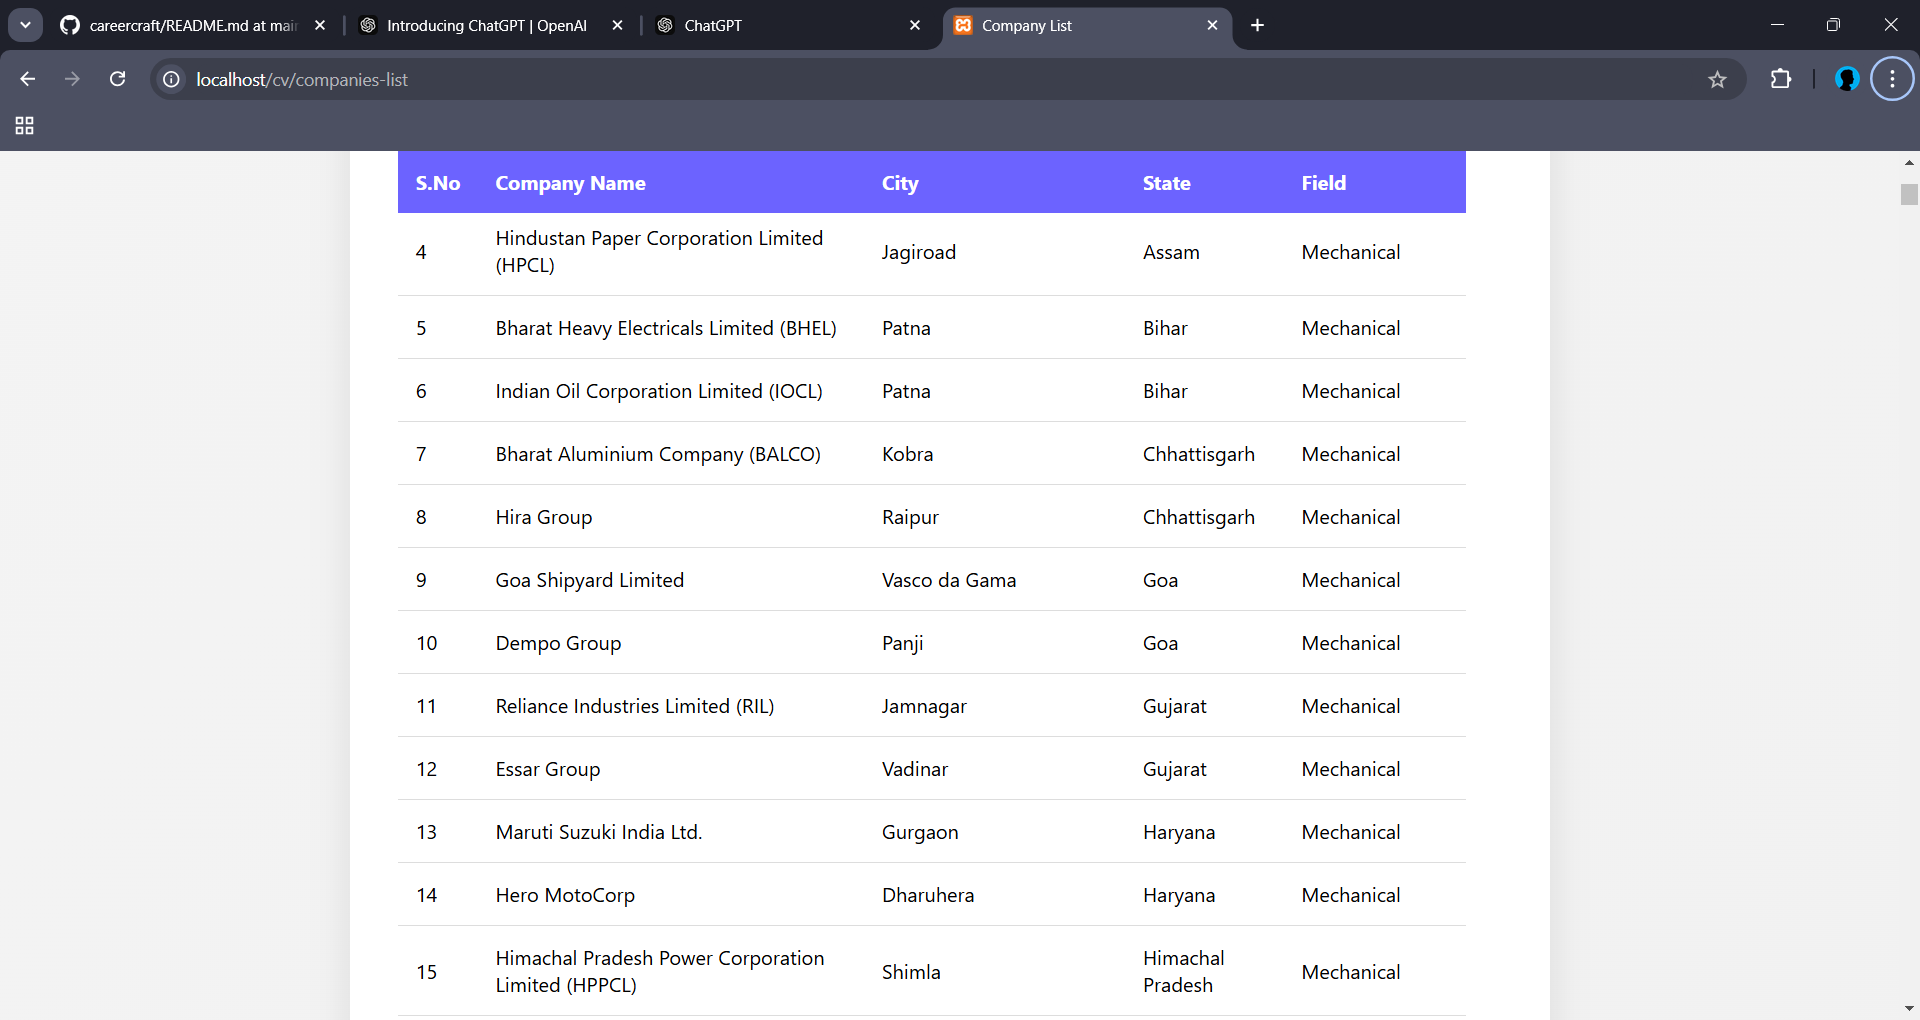 careercraft/README.md at mai
Introducing ChatGPT | OpenAI
ChatGPT
Company List
localhost/cv/companies-list
S.No Company Name City State Field
4 Hindustan Paper Corporation Limited (HPCL) Jagiroad Assam Mechanical
5 Bharat Heavy Electricals Limited (BHEL) Patna Bihar Mechanical
6 Indian Oil Corporation Limited (IOCL) Patna Bihar Mechanical
7 Bharat Aluminium Company (BALCO) Kobra Chhattisgarh Mechanical
8 Hira Group Raipur Chhattisgarh Mechanical
9 Goa Shipyard Limited Vasco da Gama Goa Mechanical
10 Dempo Group Panji Goa Mechanical
11 Reliance Industries Limited (RIL) Jamnagar Gujarat Mechanical
12 Essar Group Vadinar Gujarat Mechanical
13 Maruti Suzuki India Ltd. Gurgaon Haryana Mechanical
14 Hero MotoCorp Dharuhera Haryana Mechanical
15 Himachal Pradesh Power Corporation Limited (HPPCL) Shimla Himachal Pradesh Mechanical